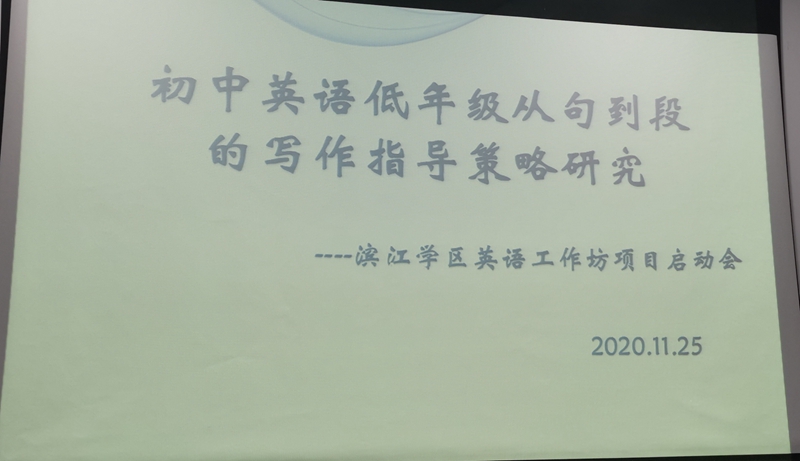 初中英语低年级从句到段
的写作指导策略研究
----滨江学区英语工作坊项目启动会
2020.11.25